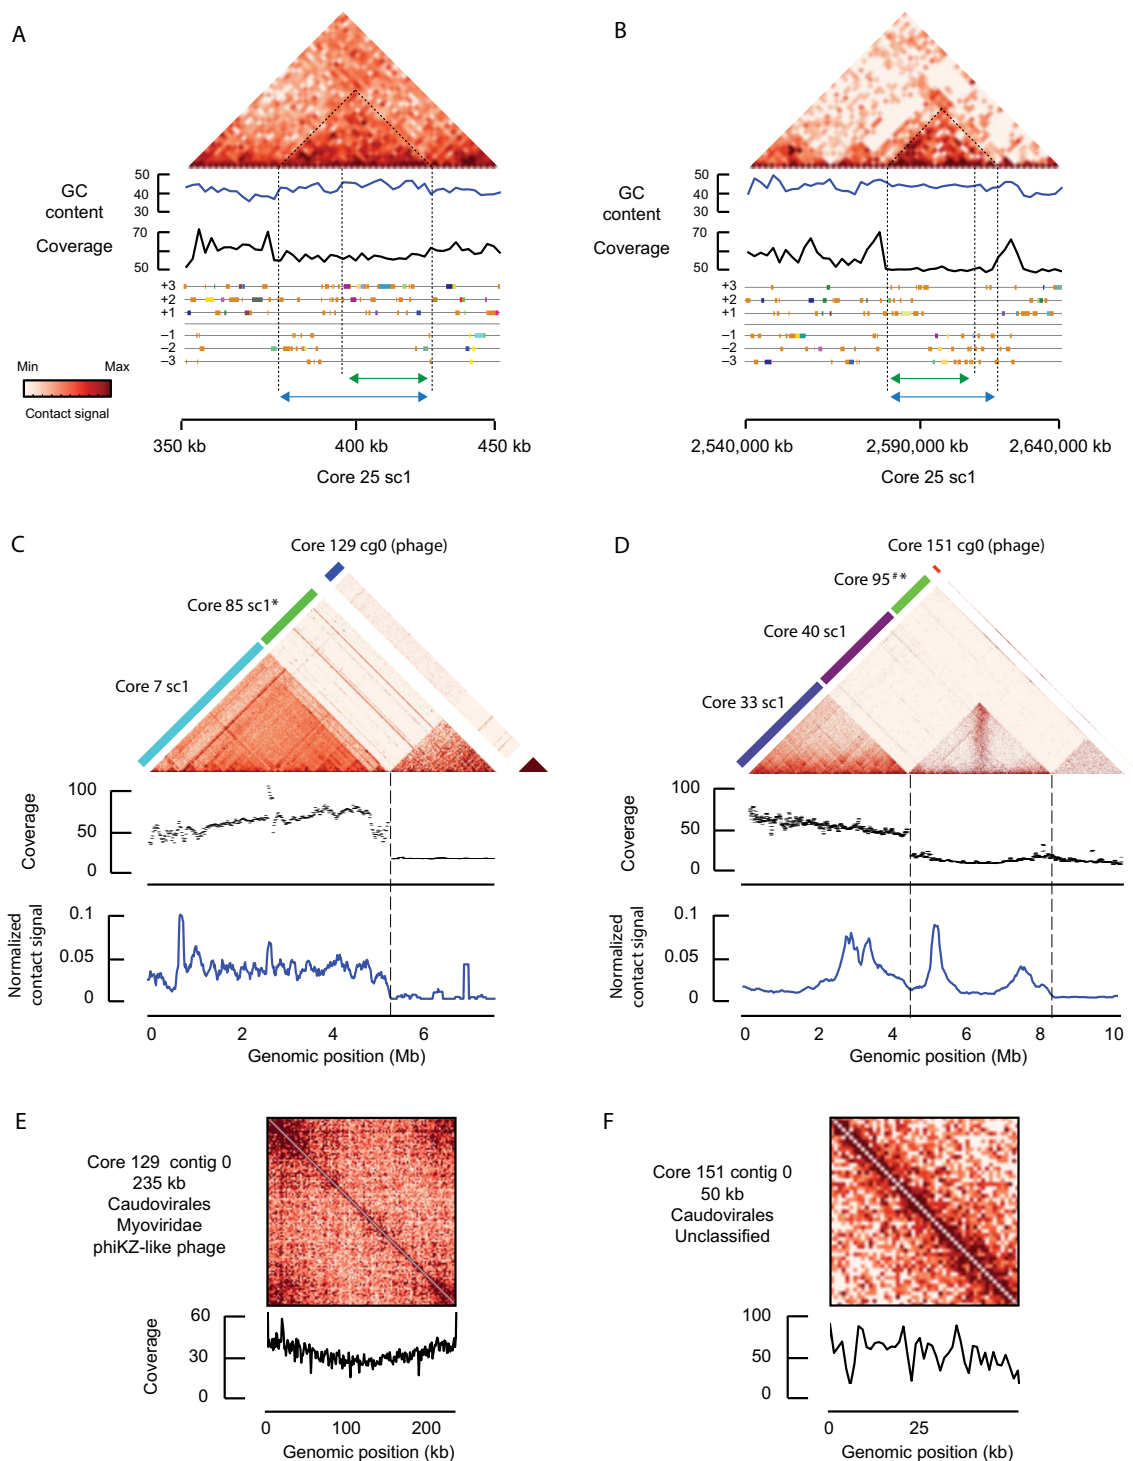 A
GC
content
50
40
30
Coverage
70
50
+3
+2
+1
−1
−2
−3
Min
Max
Contact signal
350 kb
400 kb
450 kb
Core 25 sc1
B
GC
content
50
40
30
Coverage
70
50
+3
+2
+1
−1
−2
−3
2,540,000 kb
2,590,000 kb
2,640,000 kb
Core 25 sc1
C
Core 129 cg0 (phage)
Core 85 sc1*
Core 7 sc1
Coverage
100
50
0
Normalized
contact signal
0.1
0.05
0
0
2
4
6
Genomic position (Mb)
D
Core 151 cg0 (phage)
Core 95#*
Core 40 sc1
Core 33 sc1
Coverage
100
50
0
Normalized
contact signal
0.1
0.05
0
0
2
4
6
8
10
Genomic position (Mb)
E
Core 129 contig 0
235 kb
Caudovirales
Myoviridae
phiKZ-like phage
Coverage
60
30
0
0
100
200
Genomic position (kb)
F
Core 151 contig 0
50 kb
Caudovirales
Unclassified
100
50
0
0
25
Genomic position (kb)